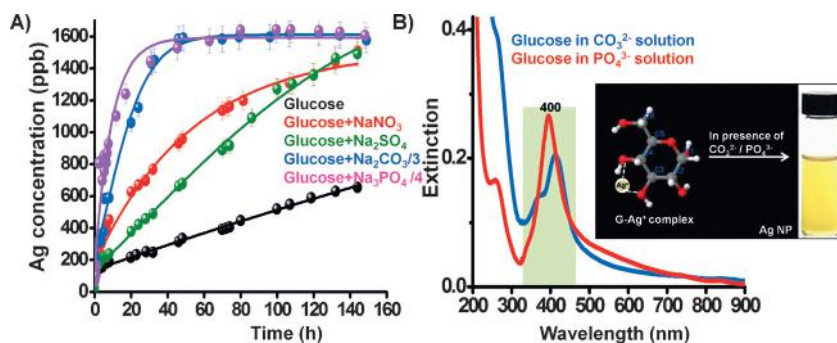 A)
Ag concentration (ppb)
1600
1400
1200
1000
800
600
400
200
0
0 20 40 60 80 100 120 140 160
Time (h)
Glucose
Glucose+NaNO₃
Glucose+Na₂SO₄
Glucose+Na₂CO₃/3
Glucose+Na₃PO₄/4
B)
Extinction
0.4
0.2
0.0
200 300 400 500 600 700 800 900
Wavelength (nm)
Glucose in CO₃²⁻ solution
Glucose in PO₄³⁻ solution
400
In presence of
CO₃²⁻ / PO₄³⁻
Ag⁺
G-Ag⁺ complex
Ag NP